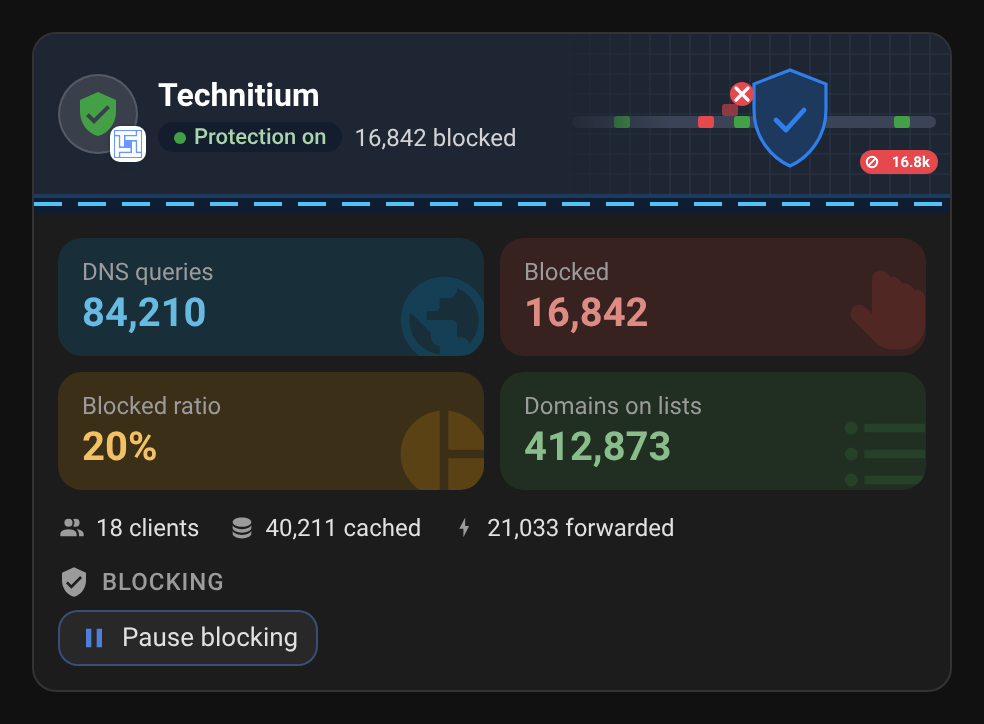 Technitium
Protection on 16,842 blocked
16.8k
DNS queries
84,210
Blocked
16,842
Blocked ratio
20%
Domains on lists
412,873
18 clients 40,211 cached 21,033 forwarded
BLOCKING
Pause blocking